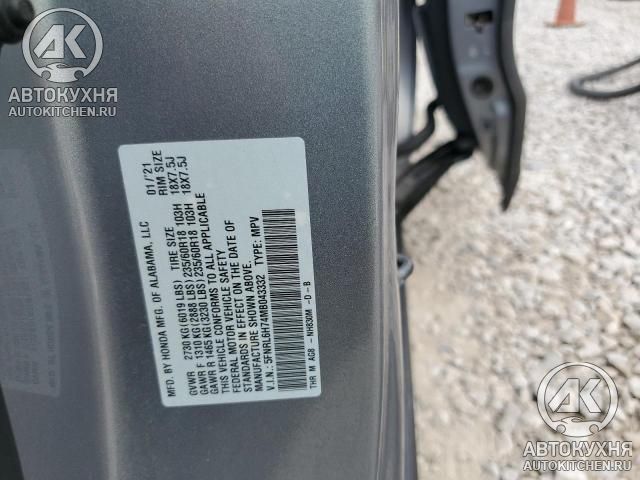 АВТОКУХНЯ
AUTOKITCHEN.RU
MFD. BY HONDA MFG. OF ALABAMA, LLC 01/'21
TIRE SIZE RIM SIZE
GVWR 2730 KG(6019 LBS)
GAWR F 1310 KG(2888 LBS) 235/60R18 103H 18X7.5J
GAWR R 1465 KG(3230 LBS) 235/60R18 103H 18X7.5J
THIS VEHICLE CONFORMS TO ALL APPLICABLE
FEDERAL MOTOR VEHICLE SAFETY
STANDARDS IN EFFECT ON THE DATE OF
MANUFACTURE SHOWN ABOVE.
V.I.N.: 5FNRL6H74MB043332 TYPE: MPV
THR M AG8 - NH830M -D -B
АВТОКУХНЯ
AUTOKITCHEN.RU